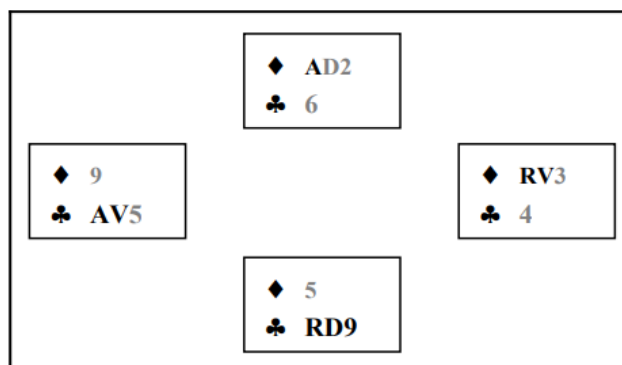 ♦ AD2
♣ 6
♦ 9
♣ AV5
♦ RV3
♣ 4
♦ 5
♣ RD9